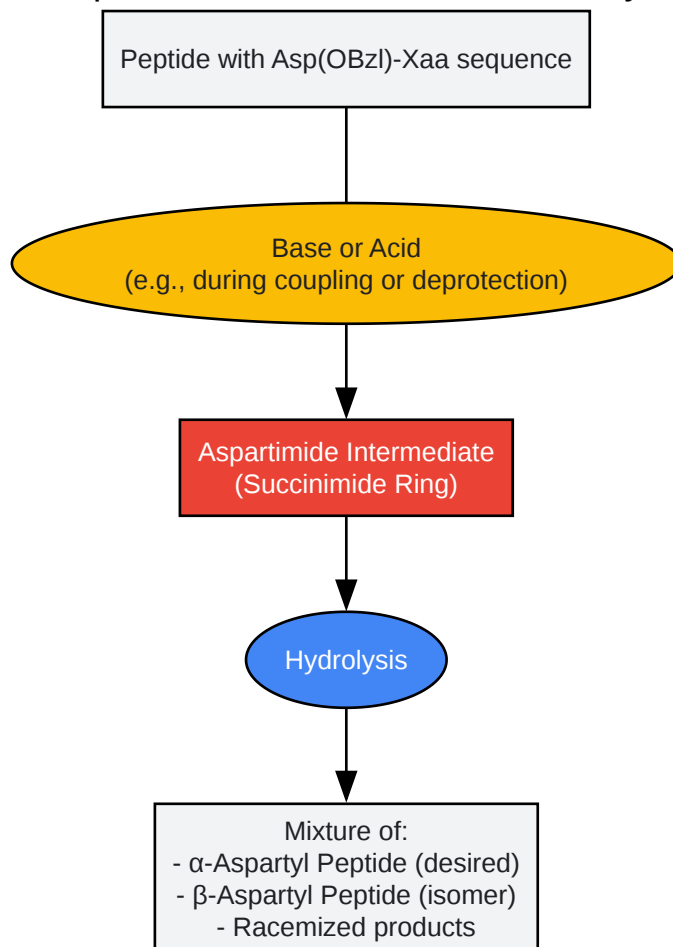 Peptide with Asp(OBzl)-Xaa sequence
Base or Acid
(e.g., during coupling or deprotection)
Aspartimide Intermediate
(Succinimide Ring)
Hydrolysis
Mixture of:
- α-Aspartyl Peptide (desired)
- β-Aspartyl Peptide (isomer)
- Racemized products